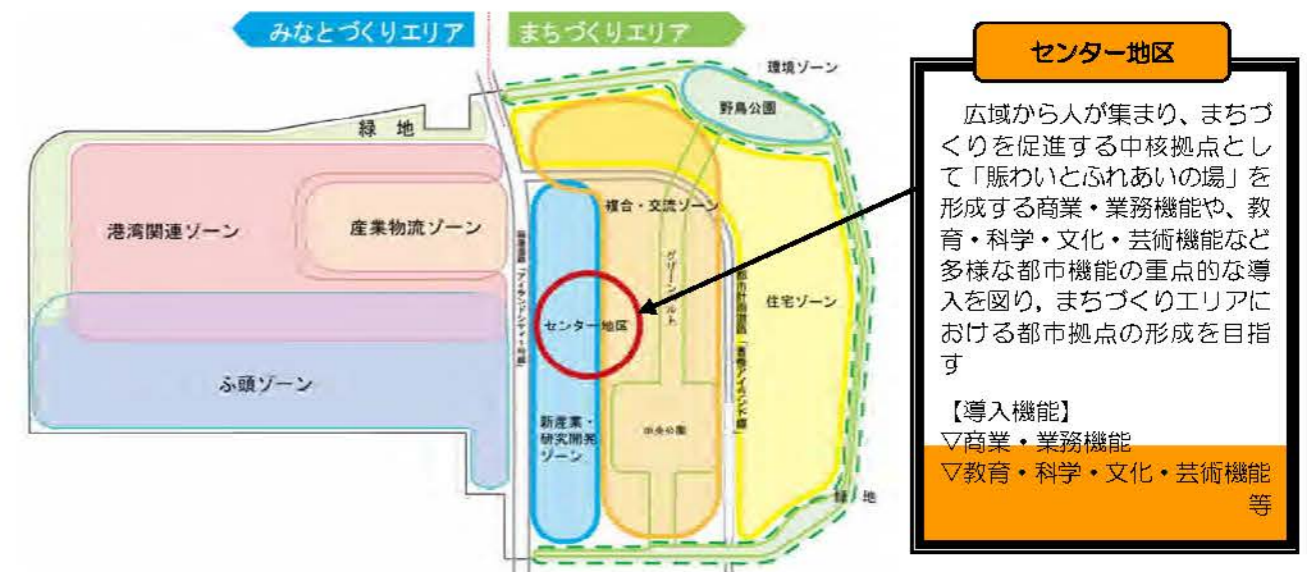 みなとづくりエリア
まちづくりエリア
環境ゾーン
野鳥公園
緑地
港湾関連ゾーン
産業物流ゾーン
複合・交流ゾーン
グリーンベルト
住宅ゾーン
センター地区
ふ頭ゾーン
新産業・
研究開発
ゾーン
中央公園
緑地
センター地区
広域から人が集まり、まちづ
くりを促進する中核拠点とし
て「賑わいとふれあいの場」を
形成する商業・業務機能や、教
育・科学・文化・芸術機能など
多様な都市機能の重点的な導
入を図り，まちづくりエリアに
おける都市拠点の形成を目指
す
【導入機能】
▽商業・業務機能
▽教育・科学・文化・芸術機能
等